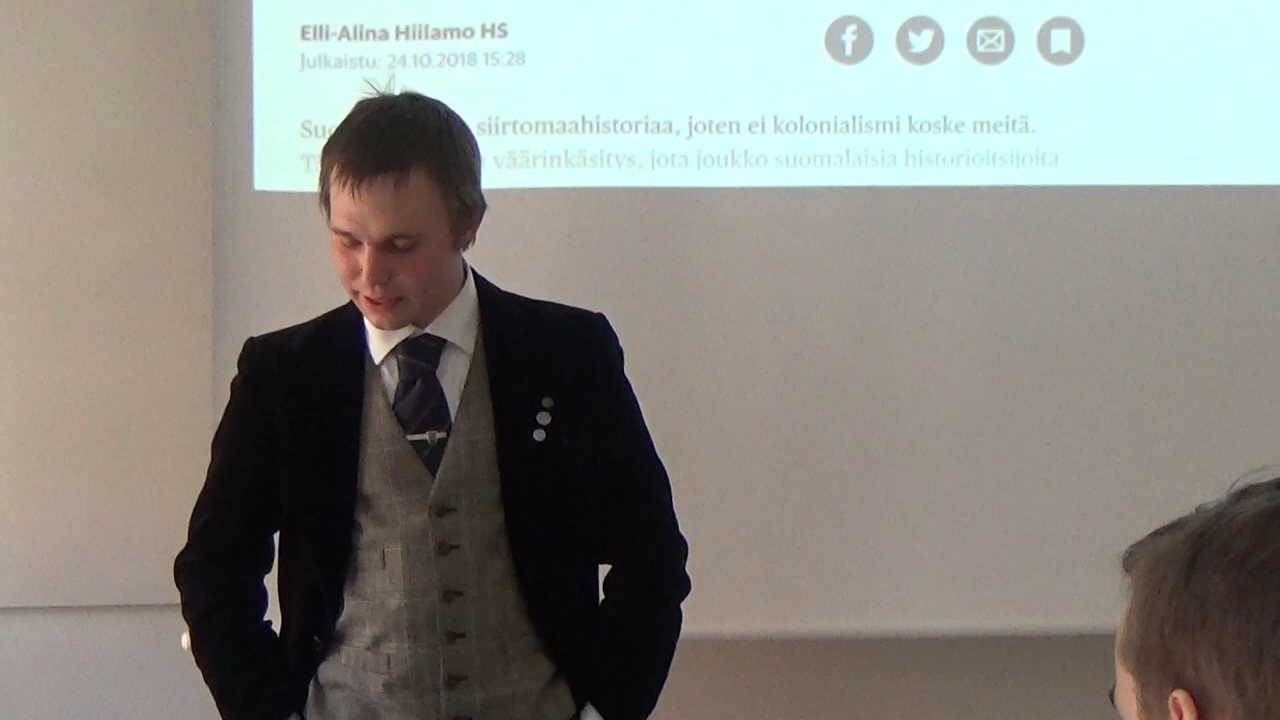 Elli-Alina Hiilamo HS
Julkaistu: 24.10.2018 15:28
siirtomaahistoriaa, joten ei kolonialismi koske meitä.
väärinkäsitys, jota joukko suomalaisia historioitsijoita